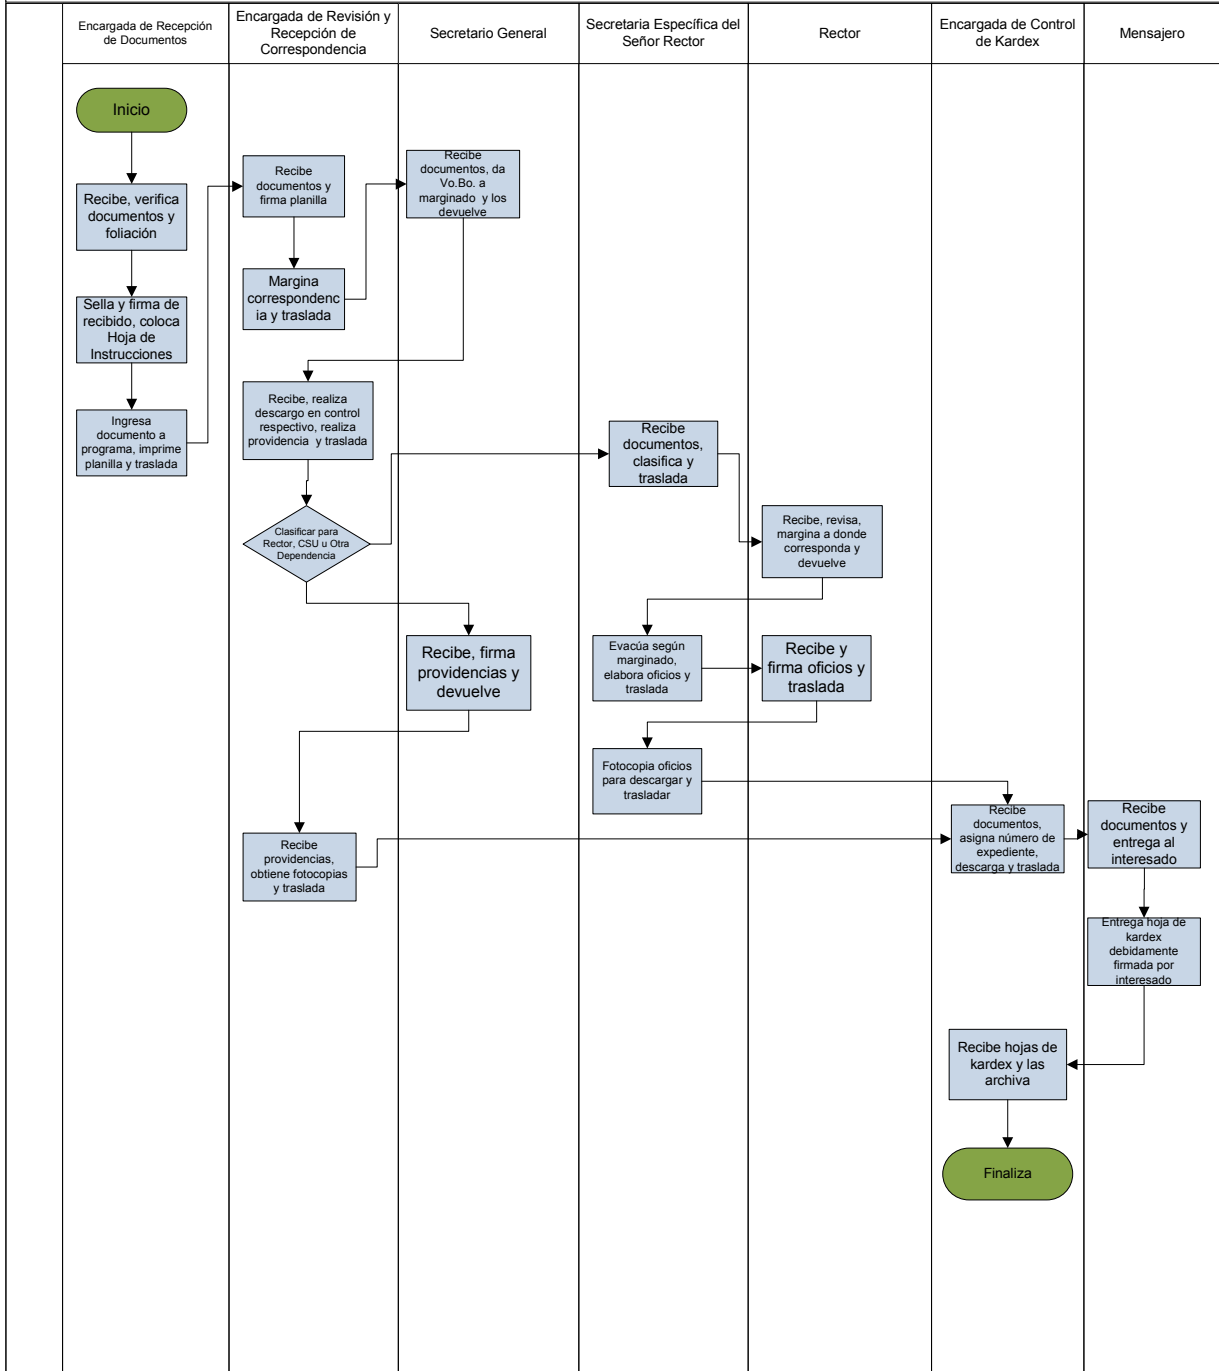 Encargada de Recepción
de Documentos
Encargada de Revisión y
Recepción de
Correspondencia
Secretario General
Secretaria Específica del
Señor Rector
Rector
Encargada de Control
de Kardex
Mensajero
Inicio
Recibe, verifica
documentos y
foliación
Sella y firma de
recibido, coloca
Hoja de
Instrucciones
Ingresa
documento a
programa, imprime
planilla y traslada
Recibe
documentos y
firma planilla
Margina
correspondenc
ia y traslada
Recibe
documentos, da
Vo.Bo. a
marginado y los
devuelve
Recibe, realiza
descargo en control
respectivo, realiza
providencia y traslada
Clasificar para
Rector, CSU u Otra
Dependencia
Recibe
documentos,
clasifica y
traslada
Recibe, revisa,
margina a donde
corresponda y
devuelve
Recibe, firma
providencias y
devuelve
Evacúa según
marginado,
elabora oficios y
traslada
Recibe y
firma oficios y
traslada
Fotocopia oficios
para descargar y
trasladar
Recibe
providencias,
obtiene fotocopias
y traslada
Recibe
documentos,
asigna número de
expediente,
descarga y traslada
Recibe
documentos y
entrega al
interesado
Entrega hoja de
kardex
debidamente
firmada por
interesado
Recibe hojas de
kardex y las
archiva
Finaliza